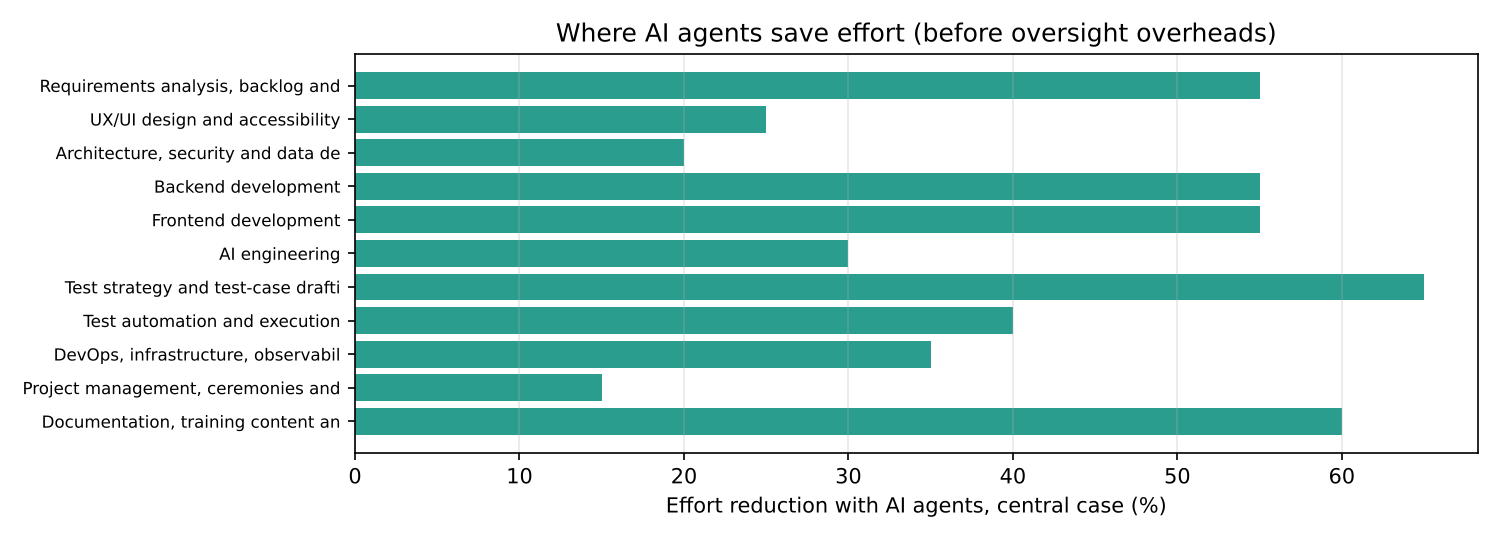 Where AI agents save effort (before oversight overheads)
Requirements analysis, backlog and
UX/UI design and accessibility
Architecture, security and data de
Backend development
Frontend development
AI engineering
Test strategy and test-case drafti
Test automation and execution
DevOps, infrastructure, observabil
Project management, ceremonies and
Documentation, training content an
0 10 20 30 40 50 60
Effort reduction with AI agents, central case (%)